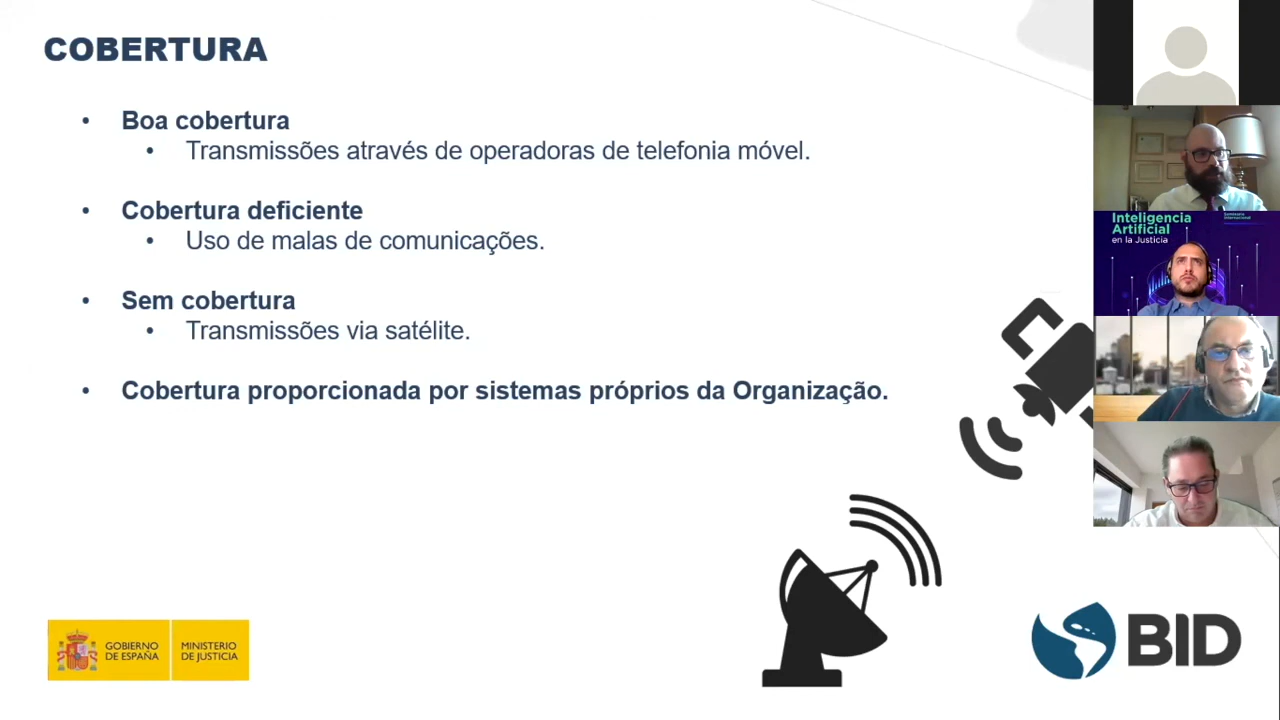 COBERTURA
• Boa cobertura
• Transmissões através de operadoras de telefonia móvel.
• Cobertura deficiente
• Uso de malas de comunicações.
• Sem cobertura
• Transmissões via satélite.
• Cobertura proporcionada por sistemas próprios da Organização.
Inteligencia
Artificial
en la Justicia
Seminario
Internacional
GOBIERNO
DE ESPAÑA
MINISTERIO
DE JUSTICIA
BID